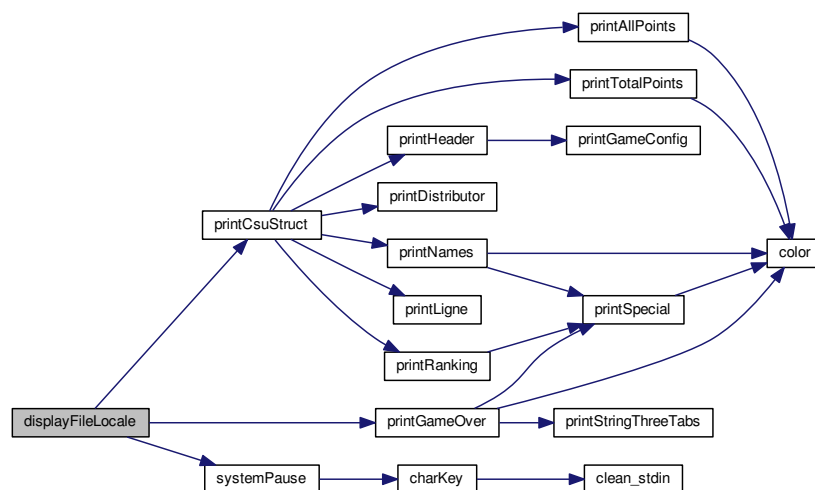 printAllPoints
printTotalPoints
printHeader
printGameConfig
printDistributor
printCsuStruct
printNames
color
printLigne
printSpecial
printRanking
displayFileLocale
printGameOver
printStringThreeTabs
systemPause
charKey
clean_stdin